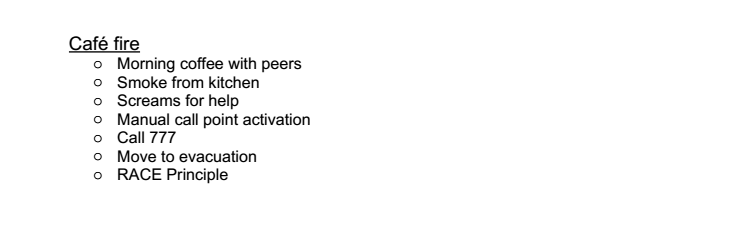 Café fire
○ Morning coffee with peers
○ Smoke from kitchen
○ Screams for help
○ Manual call point activation
○ Call 777
○ Move to evacuation
○ RACE Principle